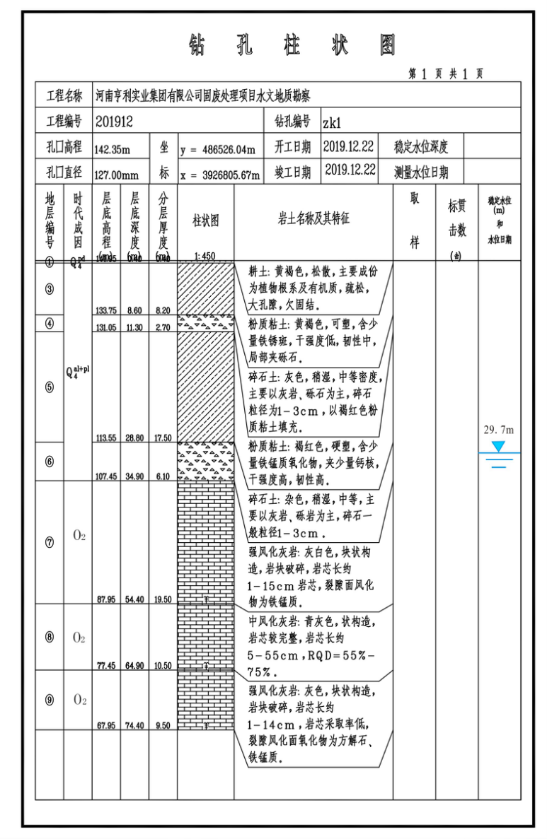 钻孔柱状图
第 1 页 共 1 页
工程名称 河南亨利实业集团有限公司固废处理项目水文地质勘察
工程编号 201912 钻孔编号 zk1
孔口高程 142.35m 坐 y = 486526.04m 开工日期 2019.12.22 稳定水位深度
孔口直径 127.00mm 标 x = 3926805.67m 竣工日期 2019.12.22 测量水位日期
地层编号 时代成因 层底高程(m) 层底深度(m) 分层厚度(m) 柱状图 1:450 岩土名称及其特征 取样 标贯击数(击) 稳定水位(m)和水位日期
①
耕土: 黄褐色，松散，主要成份
为植物根系及有机质，疏松，
大孔隙，欠固结。
③ 133.75 8.60 8.20
粉质粘土: 黄褐色，可塑，含少
量铁锈斑，干强度低，韧性中，
局部夹砾石。
④ 131.05 11.30 2.70
碎石土: 灰色，稍湿，中等密度，
主要以灰岩、砾石为主，碎石
粒径为1-3cm，以褐红色粉
质粘土填充。
Q4al+pl
⑤ 113.55 28.80 17.50
29.7m
粉质粘土: 褐红色，硬塑，含少
量铁锰质氧化物，夹少量钙核，
干强度高，韧性高。
⑥ 107.45 34.90 6.10
碎石土: 杂色，稍湿，中等，主
要以灰岩、砾岩为主，碎石一
般粒径1-3cm。
⑦ O2 87.95 54.40 19.50
强风化灰岩: 灰白色，块状构
造，岩块破碎，岩芯长约
1-15cm 岩芯，裂隙面风化
物为铁锰质。
⑧ O2 77.45 64.90 10.50
中风化灰岩: 青灰色，状构造，
岩芯较完整，岩芯长约
5-55cm，RQD=55%-
75%。
⑨ O2 67.95 74.40 9.50
强风化灰岩: 灰色，块状构造，
岩块破碎，岩芯长约
1-14cm，岩芯采取率低，
裂隙风化面氧化物为方解石、
铁锰质。